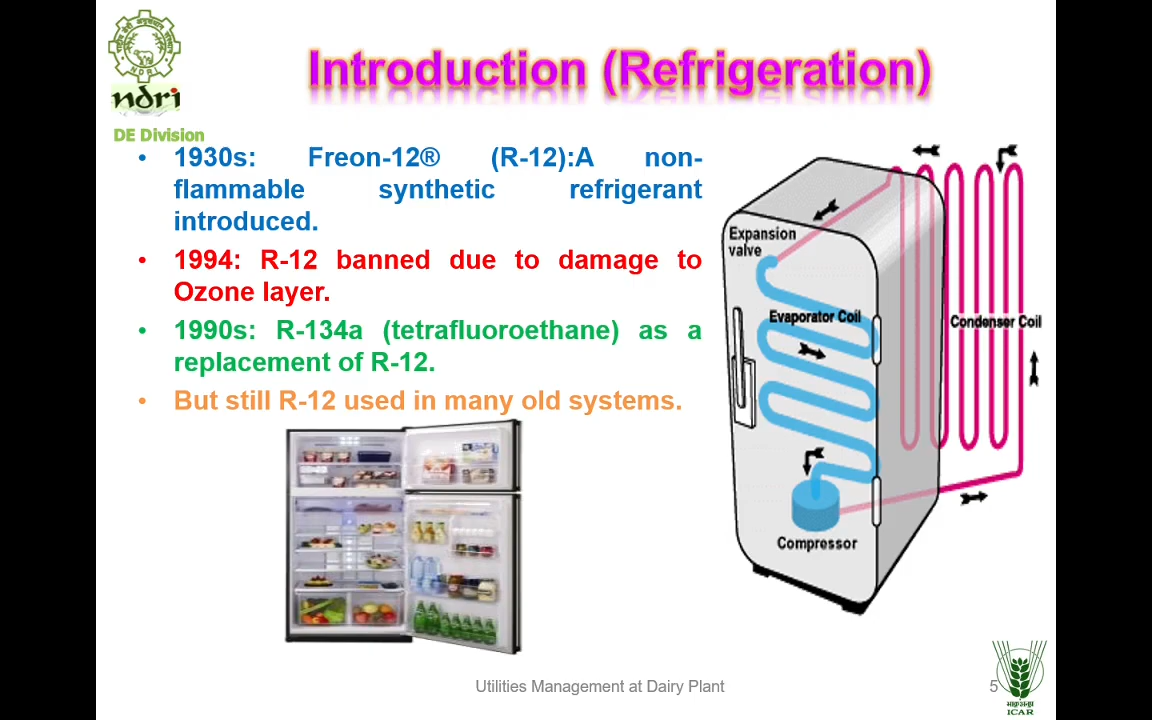 ndri
DE Division
Introduction (Refrigeration)
• 1930s: Freon-12® (R-12):A non-
flammable synthetic refrigerant
introduced.
• 1994: R-12 banned due to damage to
Ozone layer.
• 1990s: R-134a (tetrafluoroethane) as a
replacement of R-12.
• But still R-12 used in many old systems.
Expansion
valve
Evaporator Coil
Condenser Coil
Compressor
Utilities Management at Dairy Plant
5
ICAR